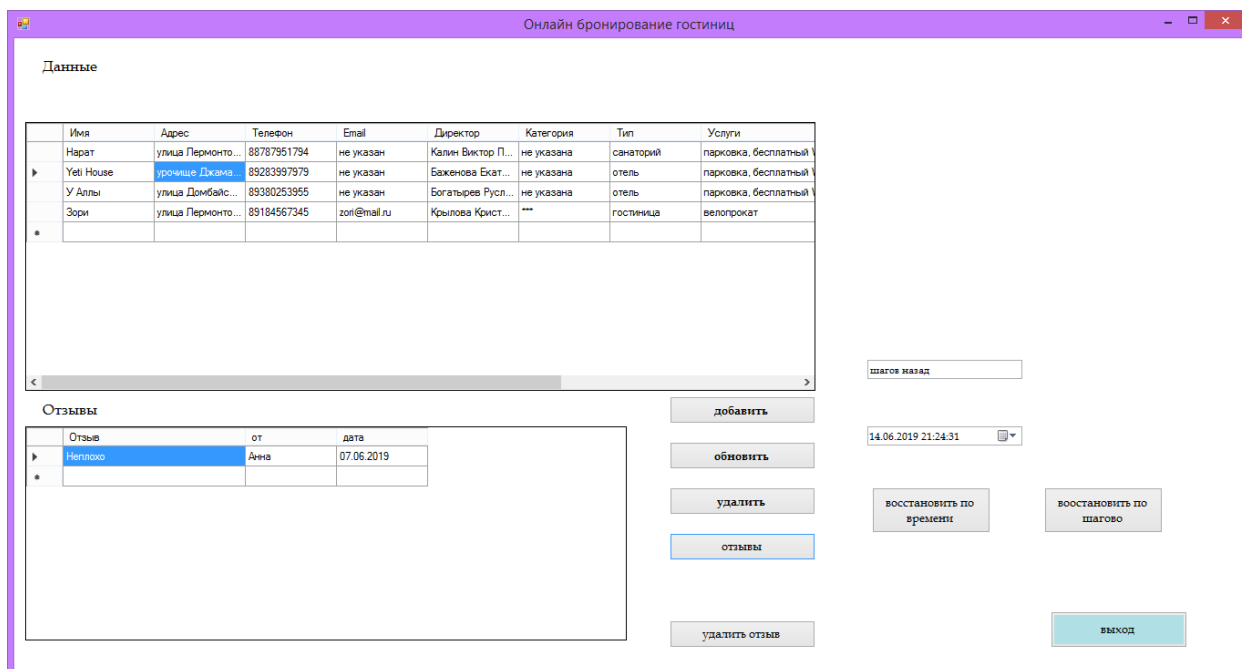 Онлайн бронирование гостиниц
Данные
Имя Адрес Телефон Email Директор Категория Тип Услуги
Нарат улица Пермонто... 88787951794 не указан Калин Виктор П... не указана санаторий парковка, бесплатный
Yeti House урочище Джама... 89283997979 не указан Баженова Екат... не указана отель парковка, бесплатный
У Аллы улица Домбайс... 89380253955 не указан Богатырев Русл... не указана отель парковка, бесплатный
Зори улица Пермонто... 89184567345 zori@mail.ru Крылова Крист... *** гостиница велопрокат
шагов назад
Отзывы
добавить
Отзыв от дата
14.06.2019 21:24:31
Неплохо Анна 07.06.2019
обновить
удалить
восстановить по
времени
воостановить по
шагово
отзывы
удалить отзыв
выход